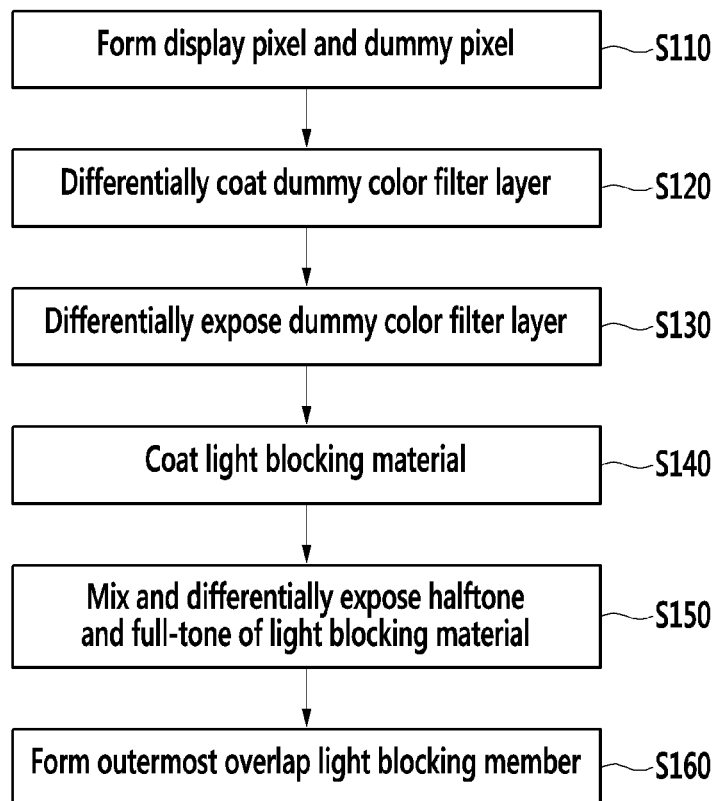 Form display pixel and dummy pixel
S110
Differentially coat dummy color filter layer
S120
Differentially expose dummy color filter layer
S130
Coat light blocking material
S140
Mix and differentially expose halftone
and full-tone of light blocking material
S150
Form outermost overlap light blocking member
S160